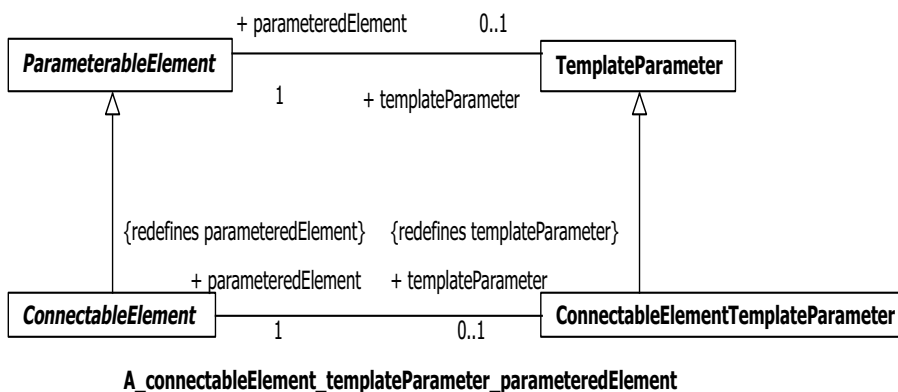 + parameteredElement 0..1
ParameterableElement TemplateParameter
1 + templateParameter
{redefines parameteredElement} {redefines templateParameter}
+ parameteredElement + templateParameter
ConnectableElement ConnectableElementTemplateParameter
1 0..1
A_connectableElement_templateParameter_parameteredElement